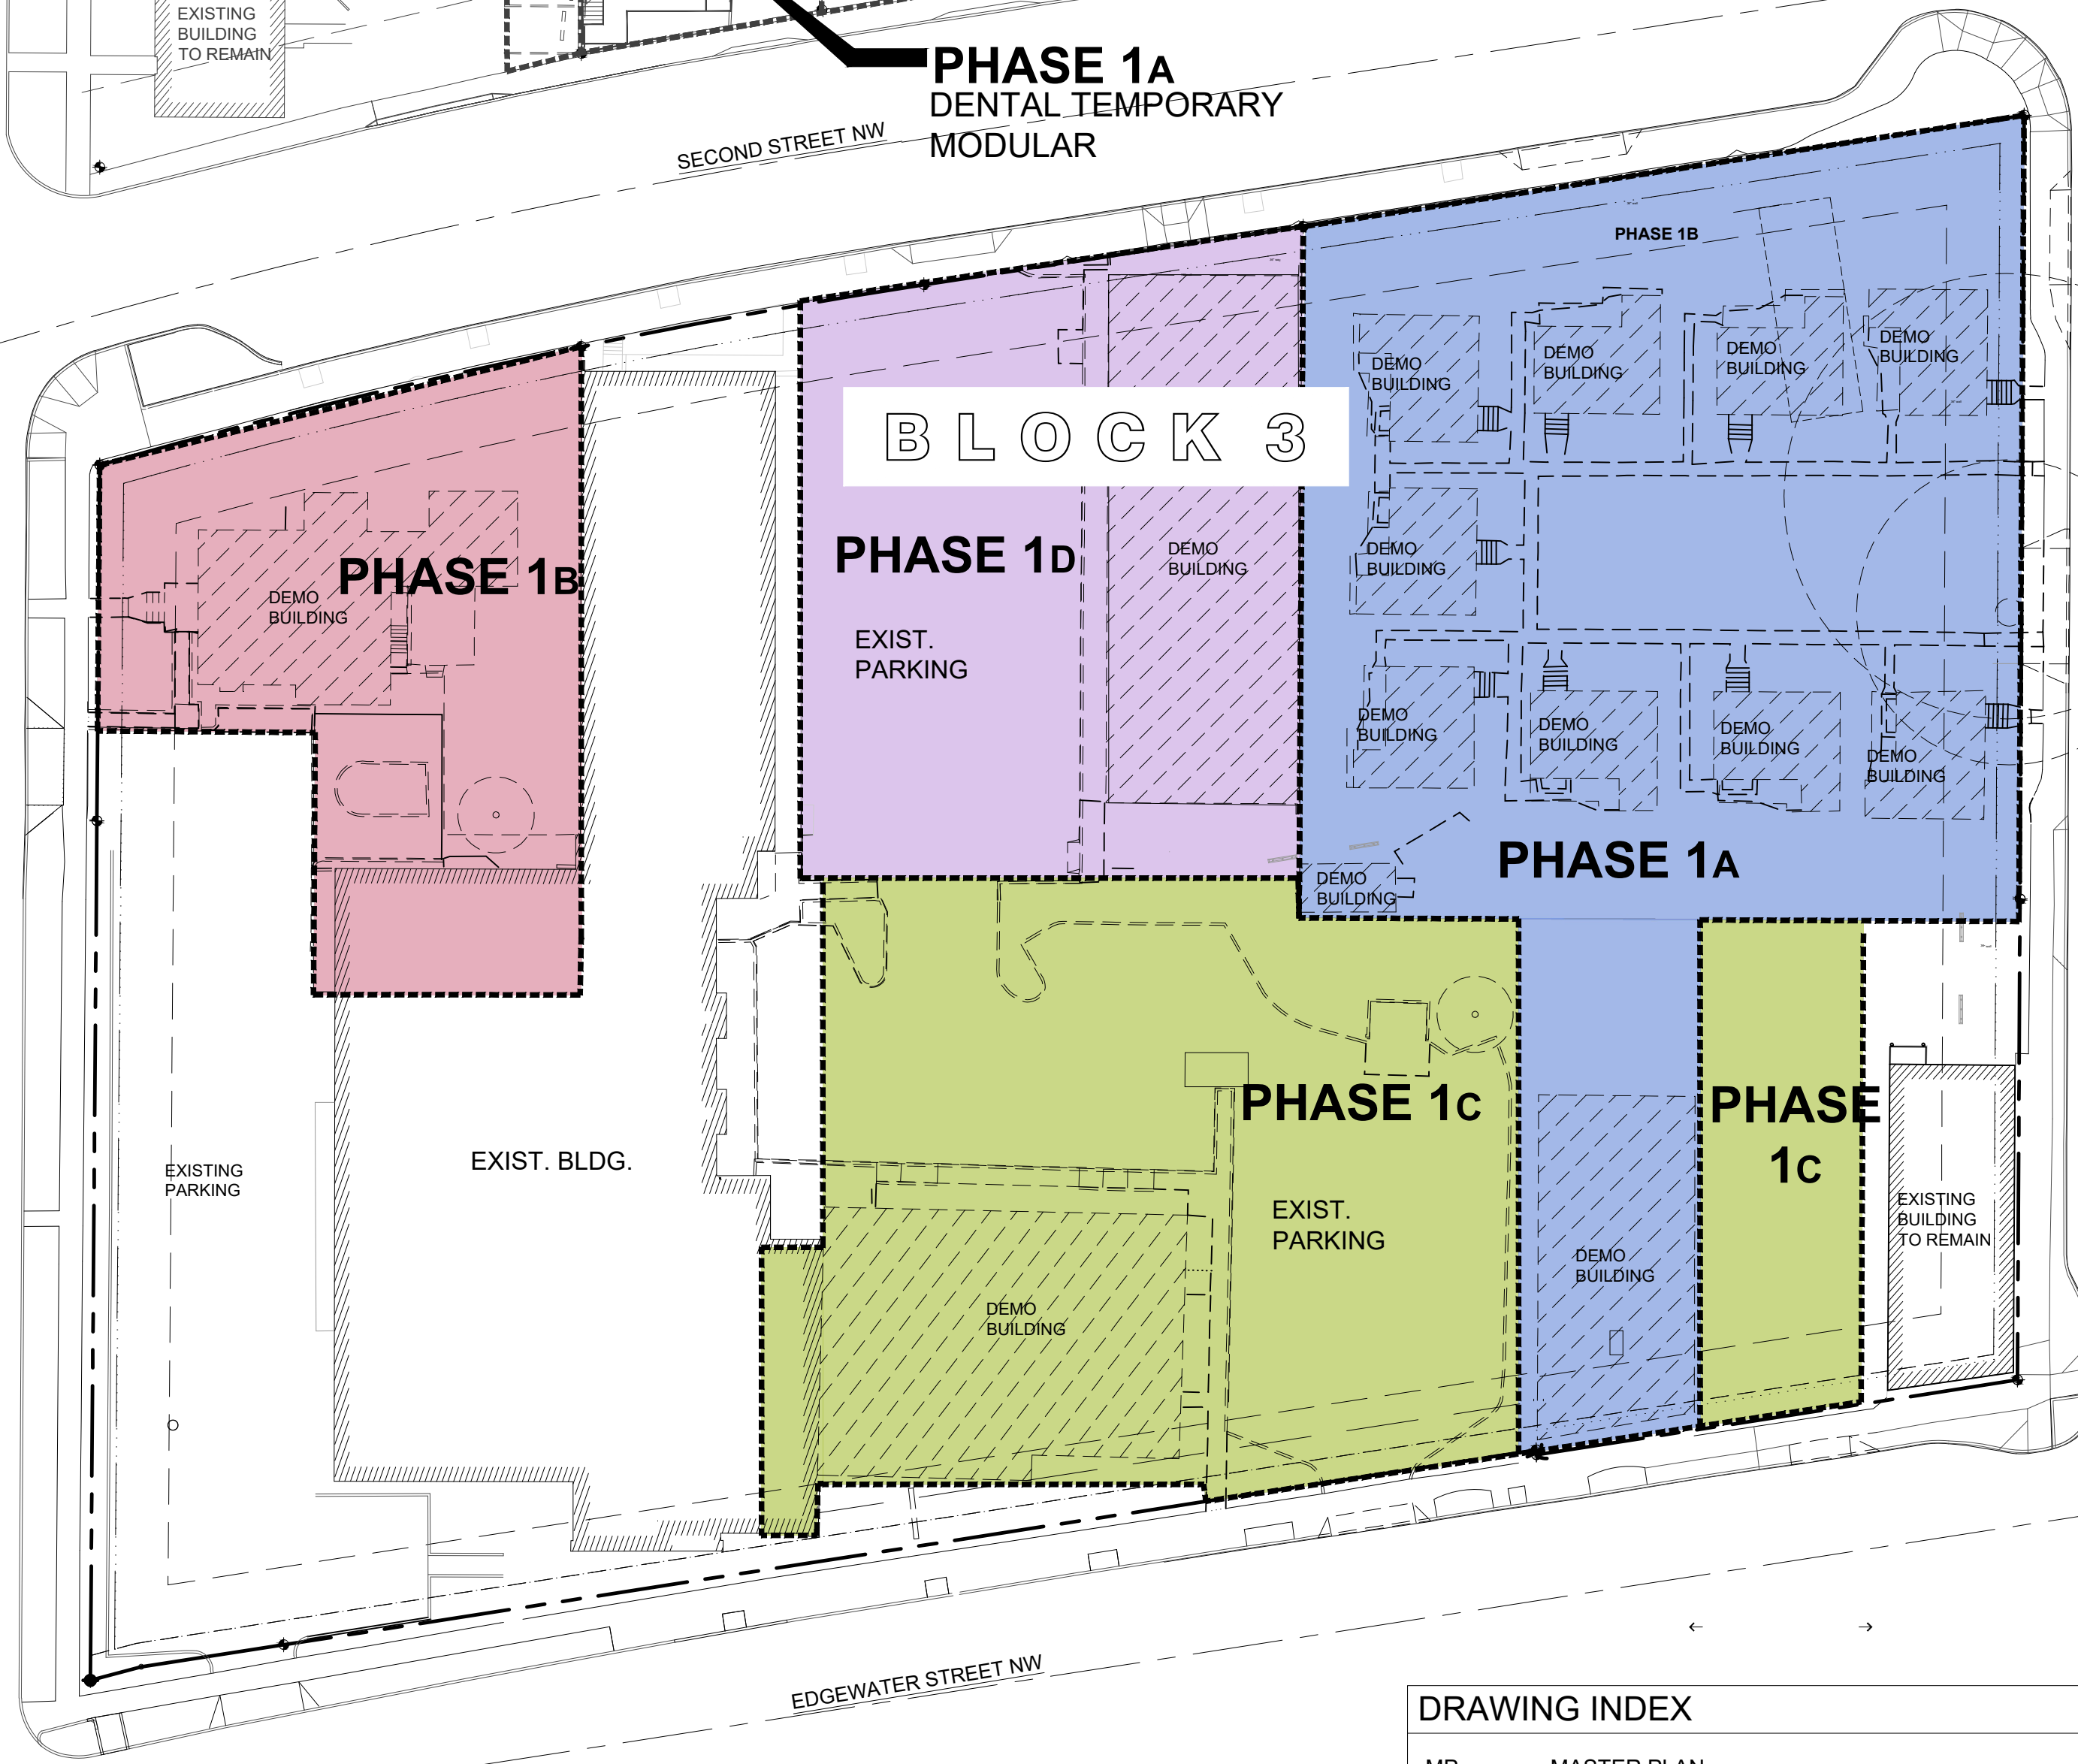 EXISTING
BUILDING
TO REMAIN
PHASE 1A
DENTAL TEMPORARY
MODULAR
SECOND STREET NW
PHASE 1B
DEMO
BUILDING
DEMO
BUILDING
DEMO
BUILDING
DEMO
BUILDING
BLOCK 3
PHASE 1B
DEMO
BUILDING
PHASE 1D
EXIST.
PARKING
DEMO
BUILDING
DEMO
BUILDING
DEMO
BUILDING
DEMO
BUILDING
DEMO
BUILDING
DEMO
BUILDING
PHASE 1A
DEMO
BUILDING
PHASE 1C
PHASE
1C
EXISTING
PARKING
EXIST. BLDG.
EXIST.
PARKING
EXISTING
BUILDING
TO REMAIN
DEMO
BUILDING
DEMO
BUILDING
EDGEWATER STREET NW
DRAWING INDEX
MP MASTER PLAN